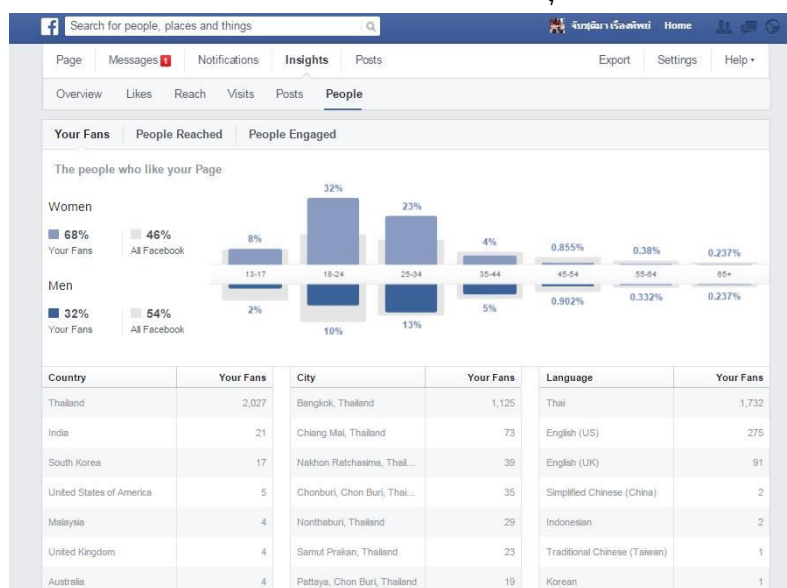 Search for people, places and things
จันฑิมา เรืองทิพย์ Home
Page Messages 1 Notifications Insights Posts Export Settings Help
Overview Likes Reach Visits Posts People
Your Fans People Reached People Engaged
The people who like your Page
Women
68% 46%
Your Fans All Facebook
8% 32% 23% 4% 0.855% 0.38% 0.237%
13-17 18-24 25-34 35-44 45-54 55-64 65+
Men
32% 54%
Your Fans All Facebook
2% 10% 13% 5% 0.902% 0.332% 0.237%
Country Your Fans City Your Fans Language Your Fans
Thailand 2,027 Bangkok, Thailand 1,125 Thai 1,732
India 21 Chiang Mai, Thailand 73 English (US) 275
South Korea 17 Nakhon Ratchasima, Thail... 39 English (UK) 91
United States of America 5 Chonburi, Chon Buri, Thai... 35 Simplified Chinese (China) 2
Malaysia 4 Nonthaburi, Thailand 29 Indonesian 2
United Kingdom 4 Samut Prakan, Thailand 23 Traditional Chinese (Taiwan) 1
Australia 4 Pattaya, Chon Buri, Thailand 19 Korean 1